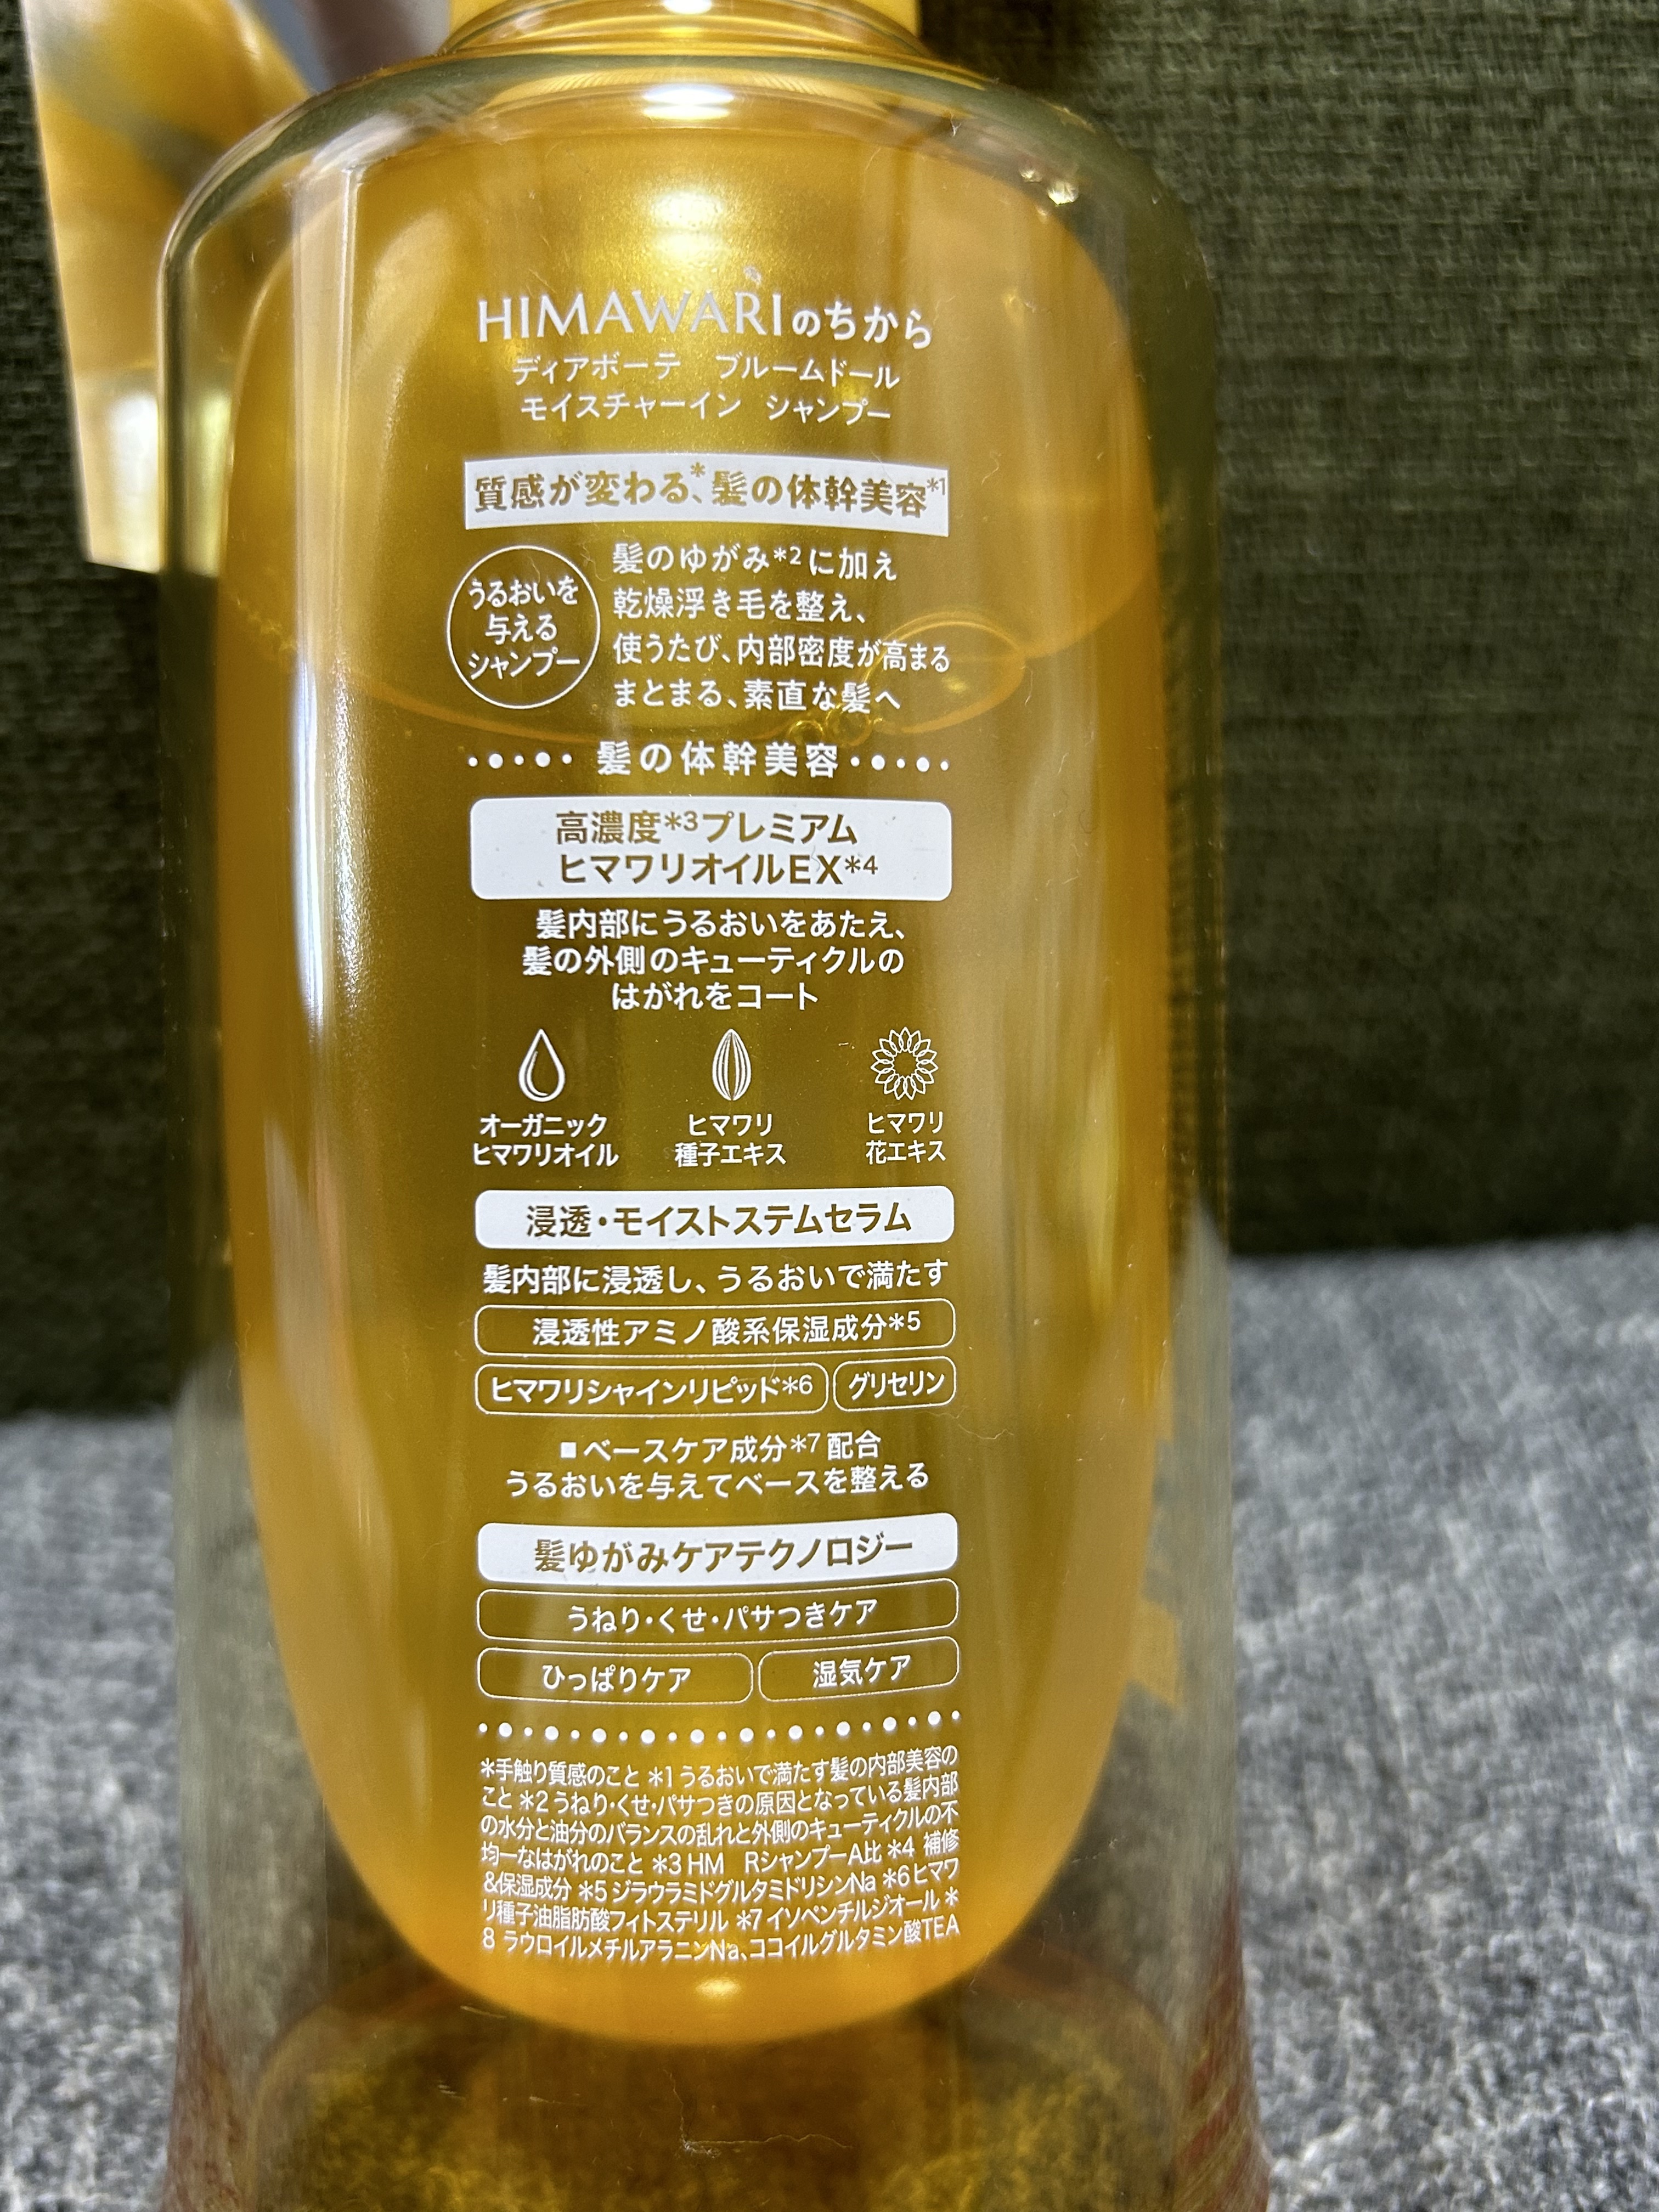 HIMAWARIのちから
ディアボーテ ブルームドール
モイスチャーイン シャンプー
質感が変わる*、髪の体幹美容*1
うるおいを
与える
シャンプー
髪のゆがみ*2に加え
乾燥浮き毛を整え、
使うたび、内部密度が高まる
まとまる、素直な髪へ
髪の体幹美容
高濃度*3プレミアム
ヒマワリオイルEX*4
髪内部にうるおいをあたえ、
髪の外側のキューティクルの
はがれをコート
オーガニック
ヒマワリオイル
ヒマワリ
種子エキス
ヒマワリ
花エキス
浸透・モイストステムセラム
髪内部に浸透し、うるおいで満たす
浸透性アミノ酸系保湿成分*5
ヒマワリシャインリピッド*6 グリセリン
■ベースケア成分*7配合
うるおいを与えてベースを整える
髪ゆがみケアテクノロジー
うねり・くせ・パサつきケア
ひっぱりケア 湿気ケア
*手触り質感のこと *1 うるおいで満たす髪の内部美容の
こと *2 うねり・くせ・パサつきの原因となっている髪内部
の水分と油分のバランスの乱れと外側のキューティクルの不
均一なはがれのこと *3 HM RシャンプーA比 *4 補修
&保湿成分 *5 ジラウラミドグルタミドリシンNa *6 ヒマワ
リ種子油脂肪酸フィトステリル *7 イソペンチルジオール *
8 ラウロイルメチルアラニンNa、ココイルグルタミン酸TEA